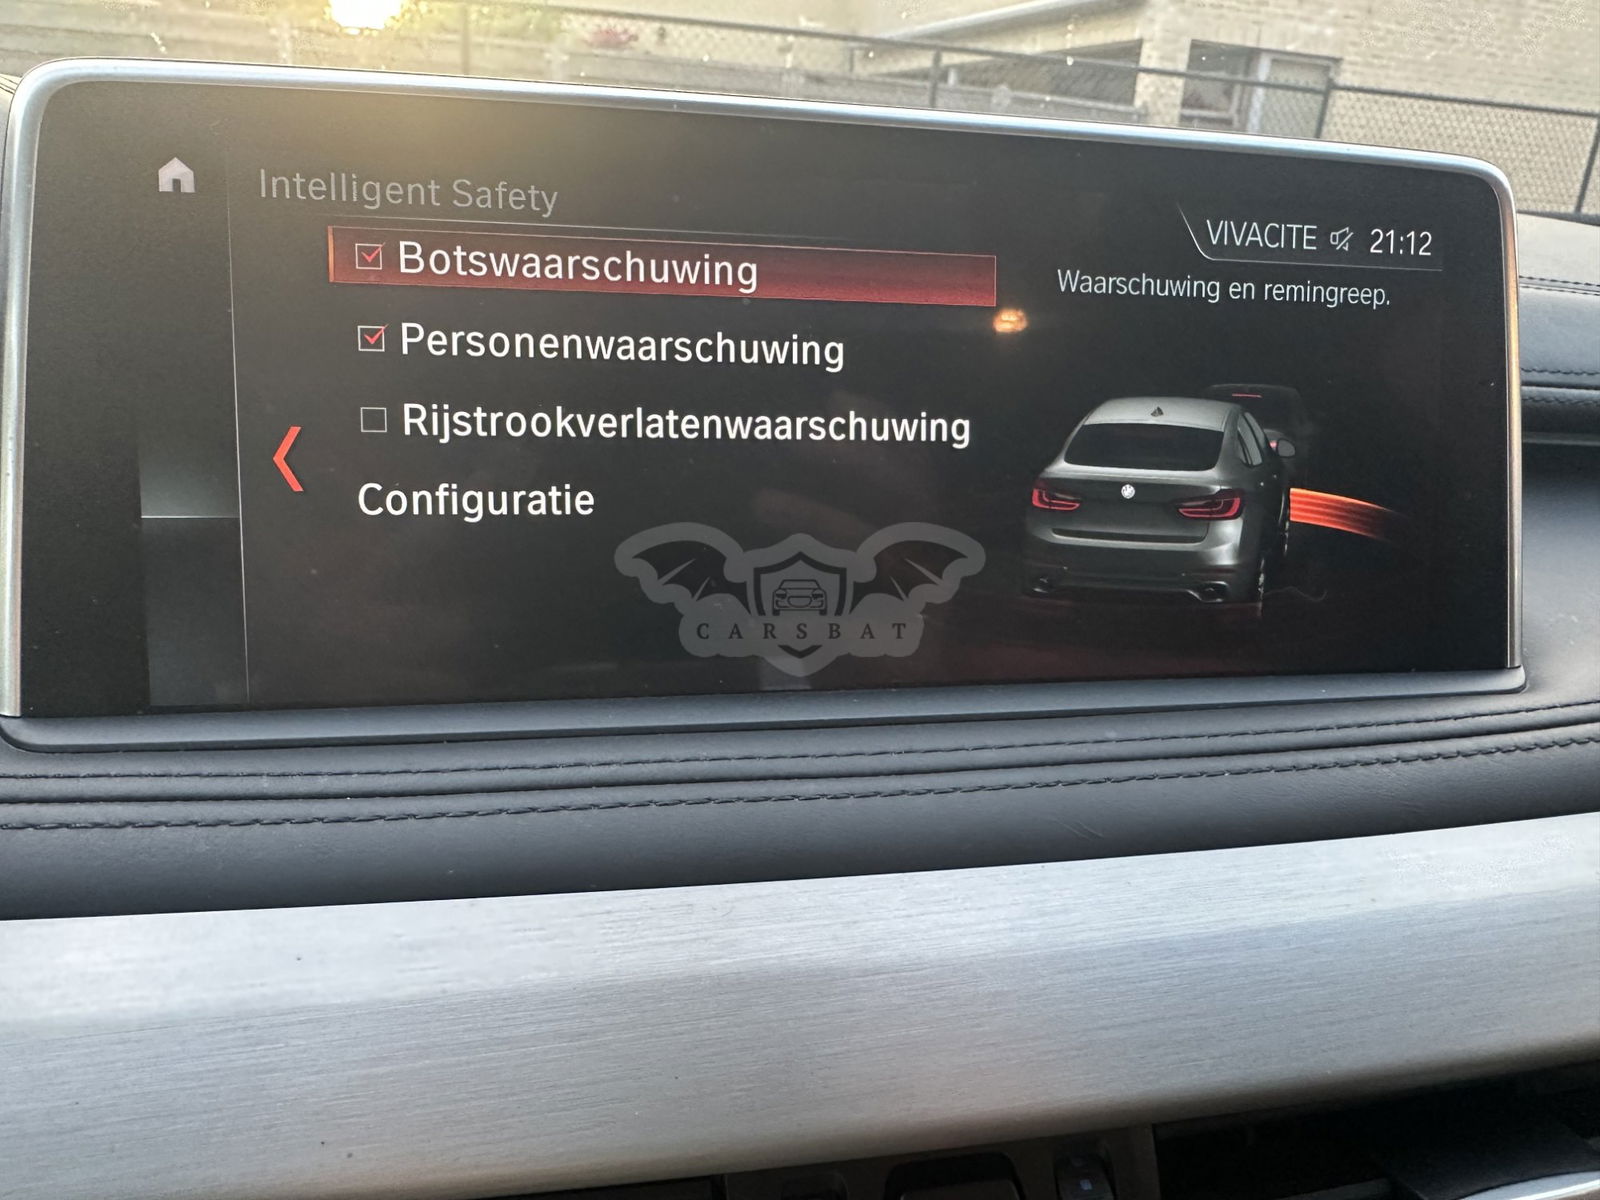 Intelligent Safety
VIVACITE 21:12
Botswaarschuwing
Waarschuwing en remingreep.
Personenwaarschuwing
Rijstrookverlatenwaarschuwing
Configuratie
CARSBAT